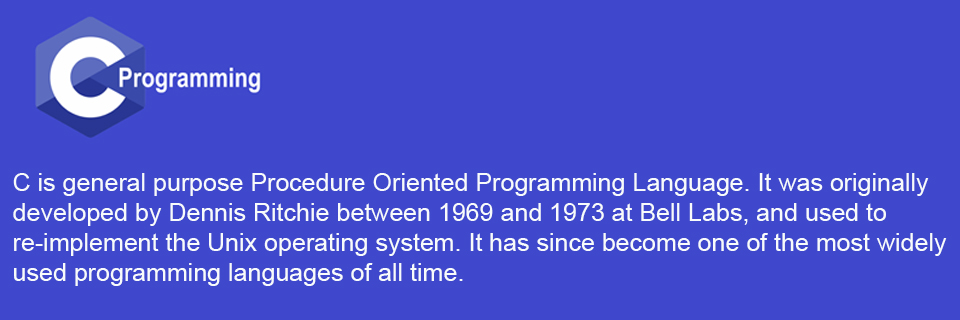 C Programming
C is general purpose Procedure Oriented Programming Language. It was originally
developed by Dennis Ritchie between 1969 and 1973 at Bell Labs, and used to
re-implement the Unix operating system. It has since become one of the most widely
used programming languages of all time.